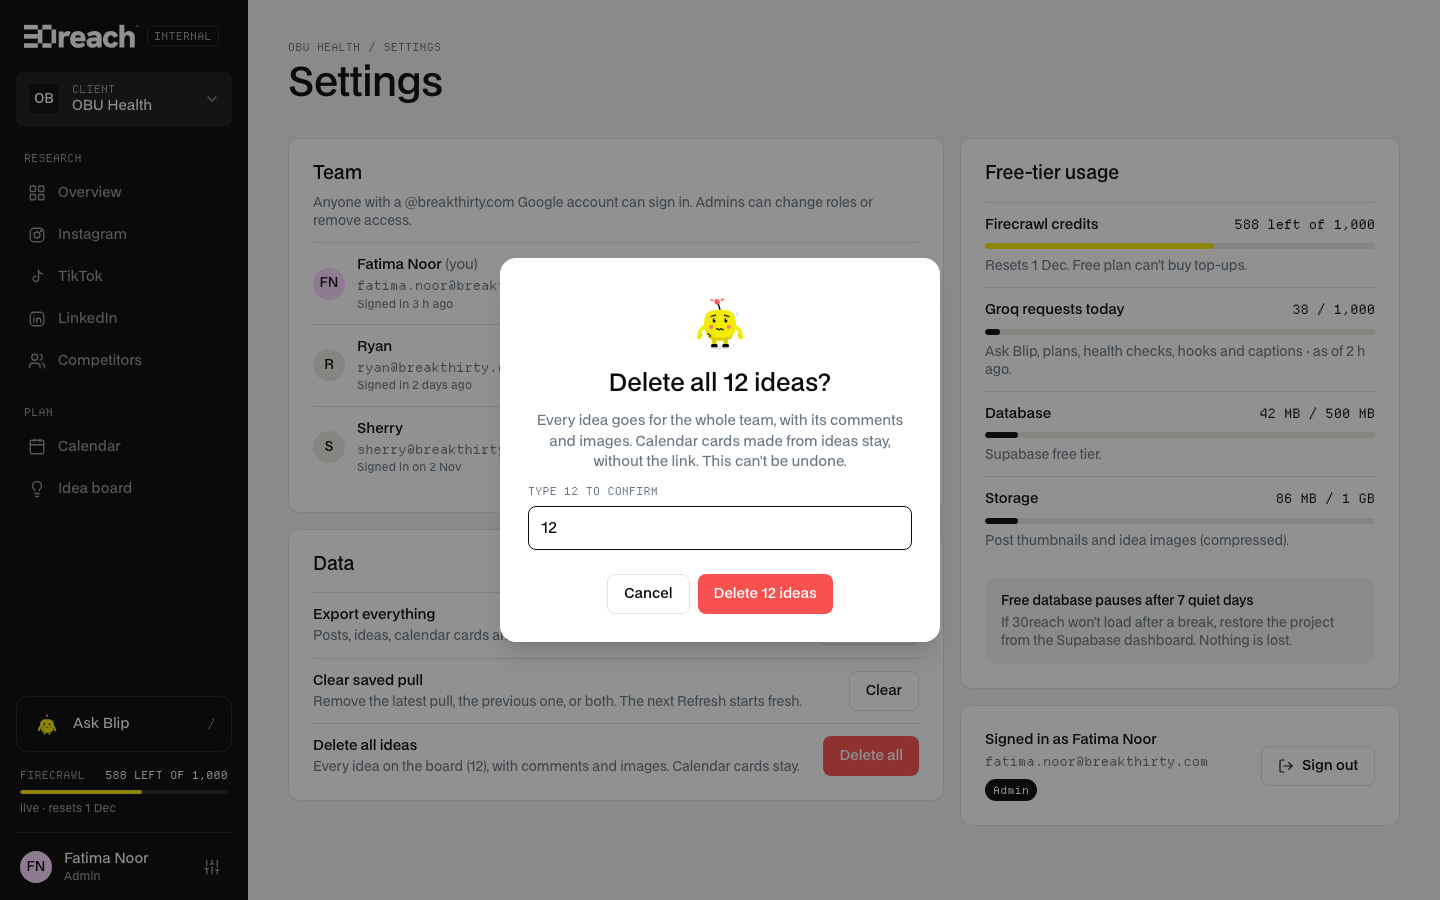 30reach
INTERNAL
OB
CLIENT
OBU Health
RESEARCH
Overview
Instagram
TikTok
LinkedIn
Competitors
PLAN
Calendar
Idea board
Ask Blip
/
FIRECRAWL 588 LEFT OF 1,000
live · resets 1 Dec
FN
Fatima Noor
Admin
OBU HEALTH / SETTINGS
Settings
Team
Anyone with a @breakthirty.com Google account can sign in. Admins can change roles or
remove access.
FN
Fatima Noor (you)
fatima.noor@break
Signed in 3 h ago
R
Ryan
ryan@breakthirty.
Signed in 2 days ago
S
Sherry
sherry@breakthirt
Signed in on 2 Nov
Data
Export everything
Posts, ideas, calendar cards
Clear saved pull
Remove the latest pull, the previous one, or both. The next Refresh starts fresh.
Clear
Delete all ideas
Every idea on the board (12), with comments and images. Calendar cards stay.
Delete all
Delete all 12 ideas?
Every idea goes for the whole team, with its comments
and images. Calendar cards made from ideas stay,
without the link. This can't be undone.
TYPE 12 TO CONFIRM
12
Cancel
Delete 12 ideas
Free-tier usage
Firecrawl credits 588 left of 1,000
Resets 1 Dec. Free plan can't buy top-ups.
Groq requests today 38 / 1,000
Ask Blip, plans, health checks, hooks and captions · as of 2 h
ago.
Database 42 MB / 500 MB
Supabase free tier.
Storage 86 MB / 1 GB
Post thumbnails and idea images (compressed).
Free database pauses after 7 quiet days
If 30reach won't load after a break, restore the project
from the Supabase dashboard. Nothing is lost.
Signed in as Fatima Noor
fatima.noor@breakthirty.com
Admin
Sign out